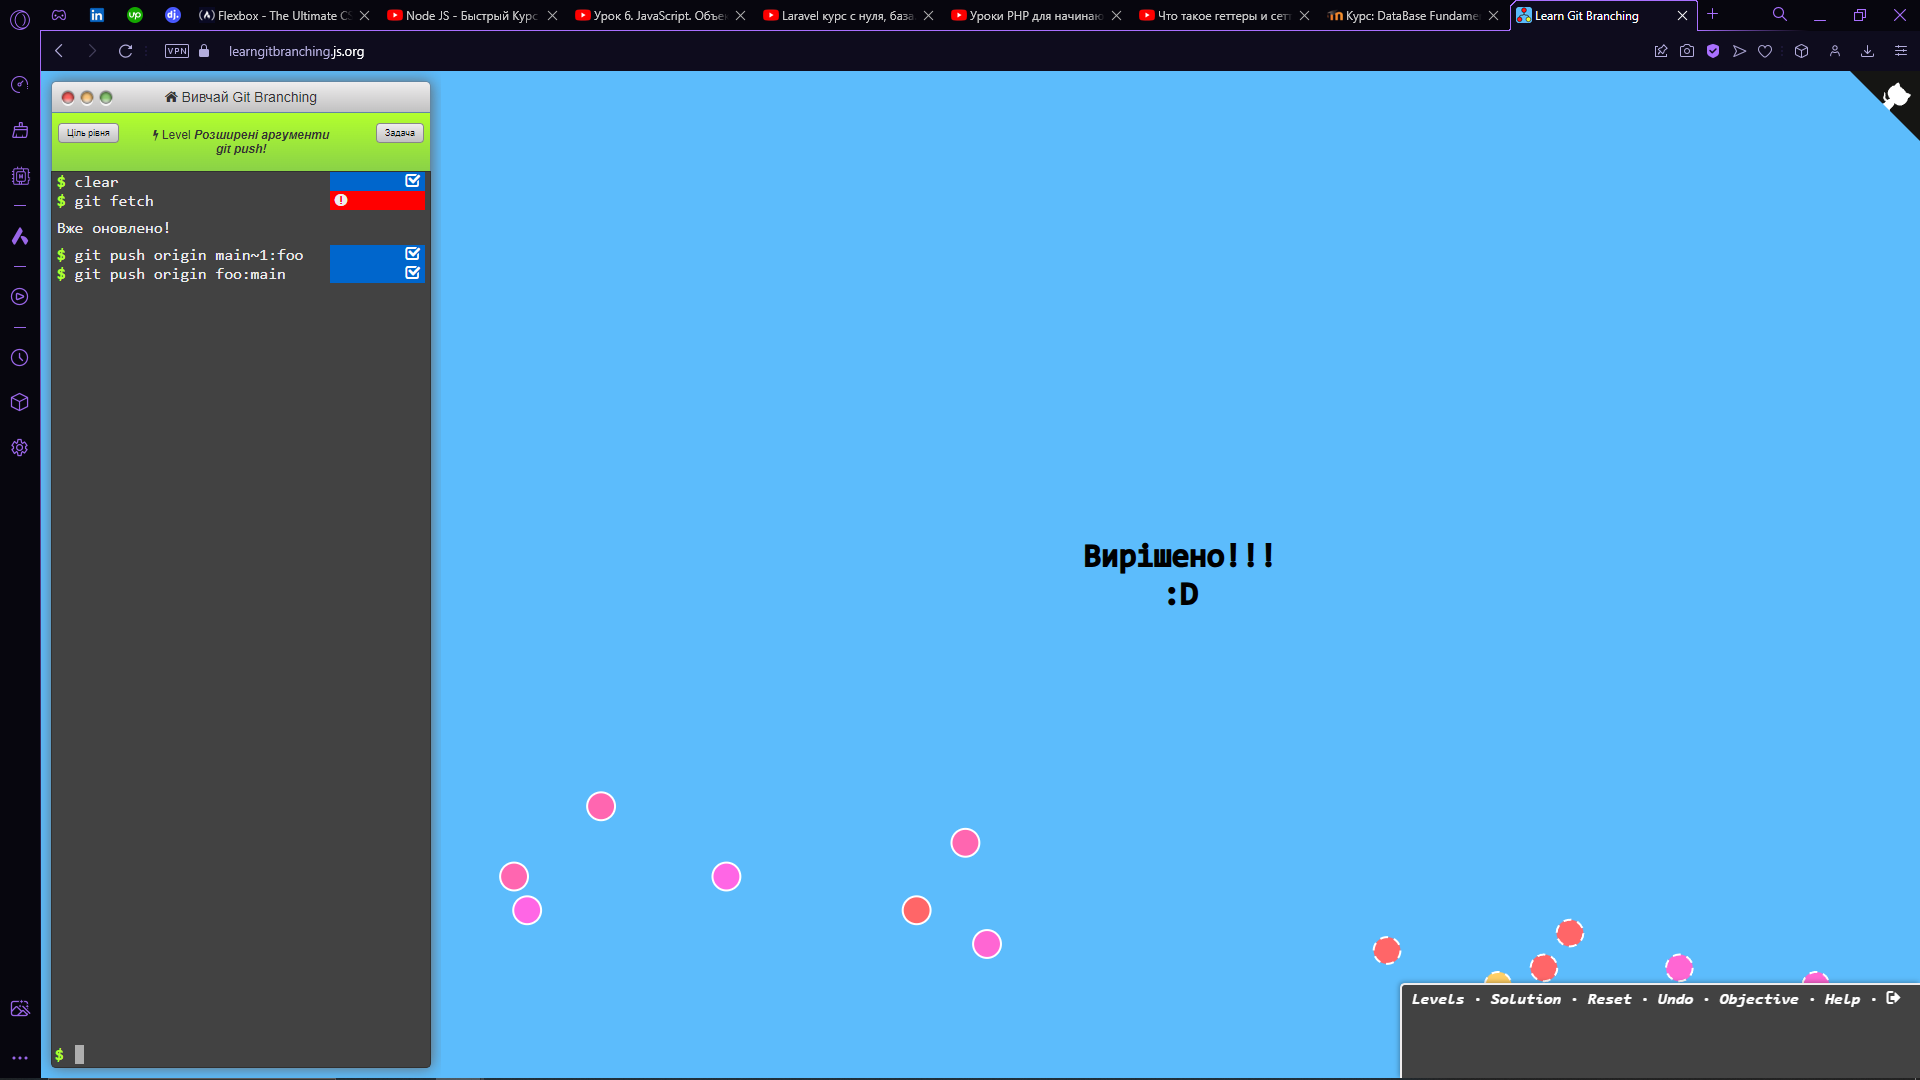 Flexbox - The Ultimate CS
Node JS - Быстрый Курс
Урок 6. JavaScript. Объе
Laravel курс с нуля, база
Уроки PHP для начинаю
Что такое геттеры и сетт
Курс: DataBase Fundame
Learn Git Branching
VPN
learngitbranching.js.org
Вивчай Git Branching
Ціль рівня
Level Розширені аргументи
git push!
Задача
$ clear
$ git fetch
Вже оновлено!
$ git push origin main~1:foo
$ git push origin foo:main
Вирішено!!!
:D
Levels · Solution · Reset · Undo · Objective · Help ·
$